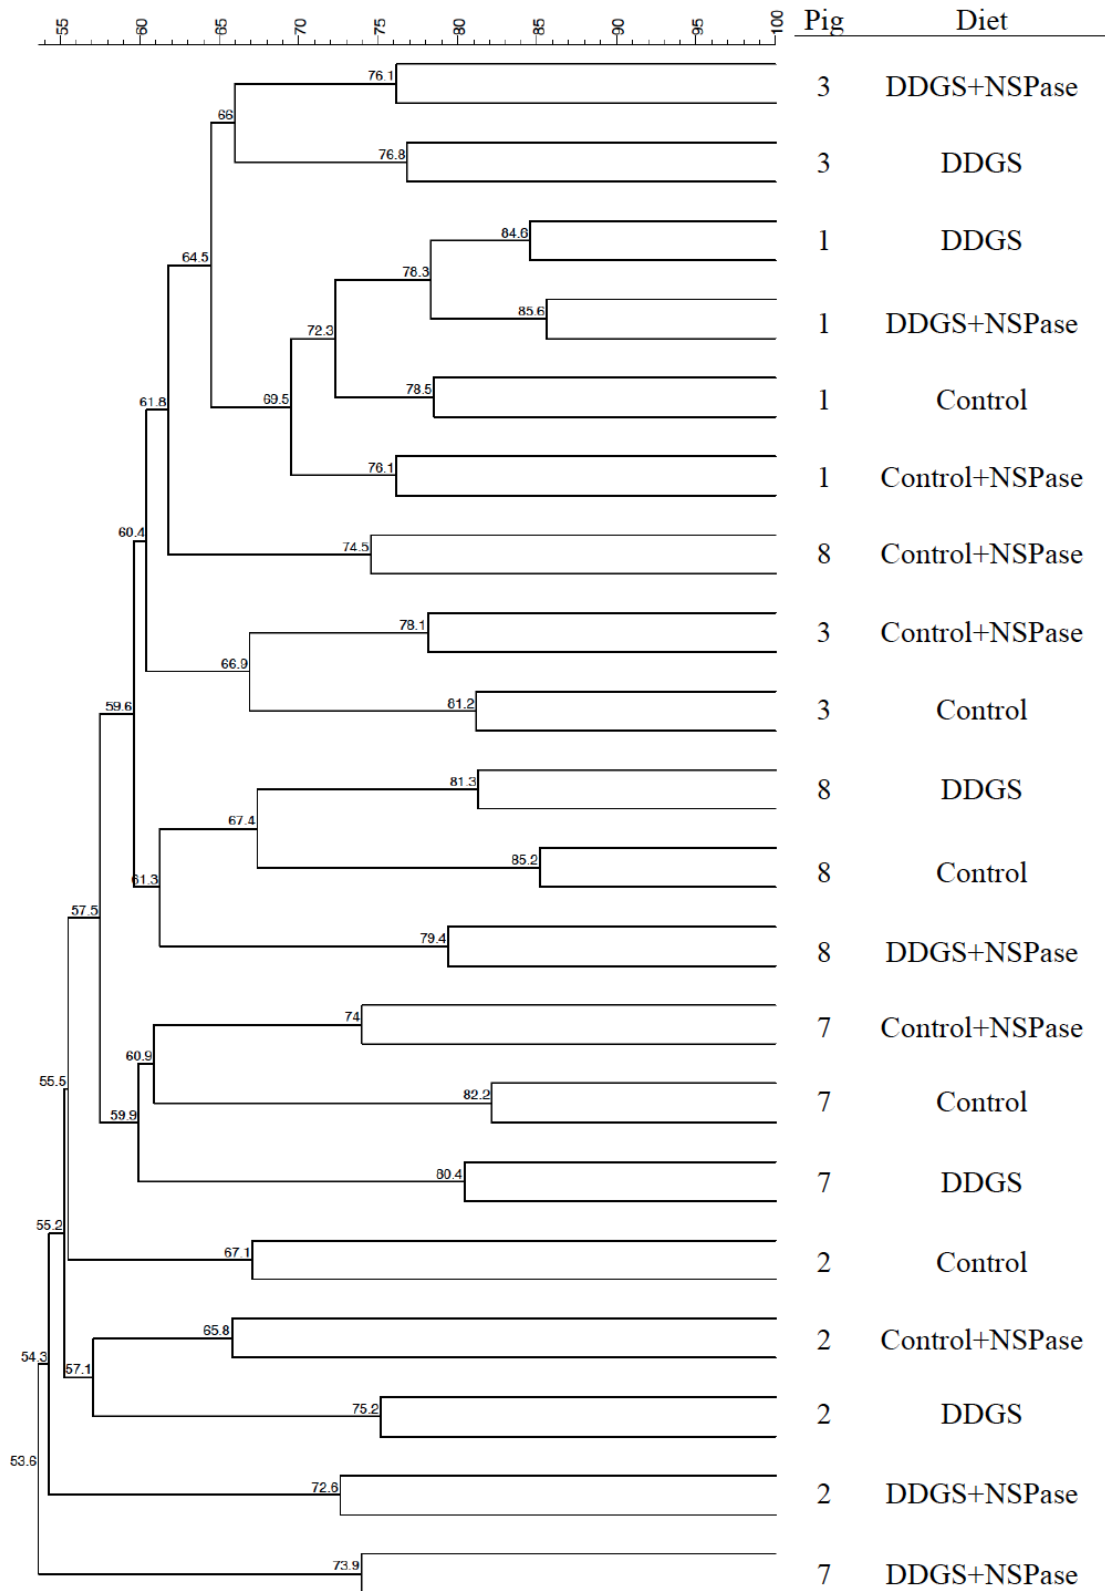 55 60 65 70 75 80 85 90 95 100 Pig Diet
76.1 3 DDGS+NSPase
66
76.8 3 DDGS
84.6 1 DDGS
64.5 78.3
85.6 1 DDGS+NSPase
72.3
78.5 1 Control
61.8 69.5
76.1 1 Control+NSPase
60.4 74.5 8 Control+NSPase
78.1 3 Control+NSPase
66.9
59.6 81.2 3 Control
81.3 8 DDGS
67.4
85.2 8 Control
61.3
57.5
79.4 8 DDGS+NSPase
74 7 Control+NSPase
60.9
55.5 82.2 7 Control
59.9
80.4 7 DDGS
55.2 67.1 2 Control
65.8 2 Control+NSPase
54.3 57.1
75.2 2 DDGS
53.6
72.6 2 DDGS+NSPase
73.9 7 DDGS+NSPase